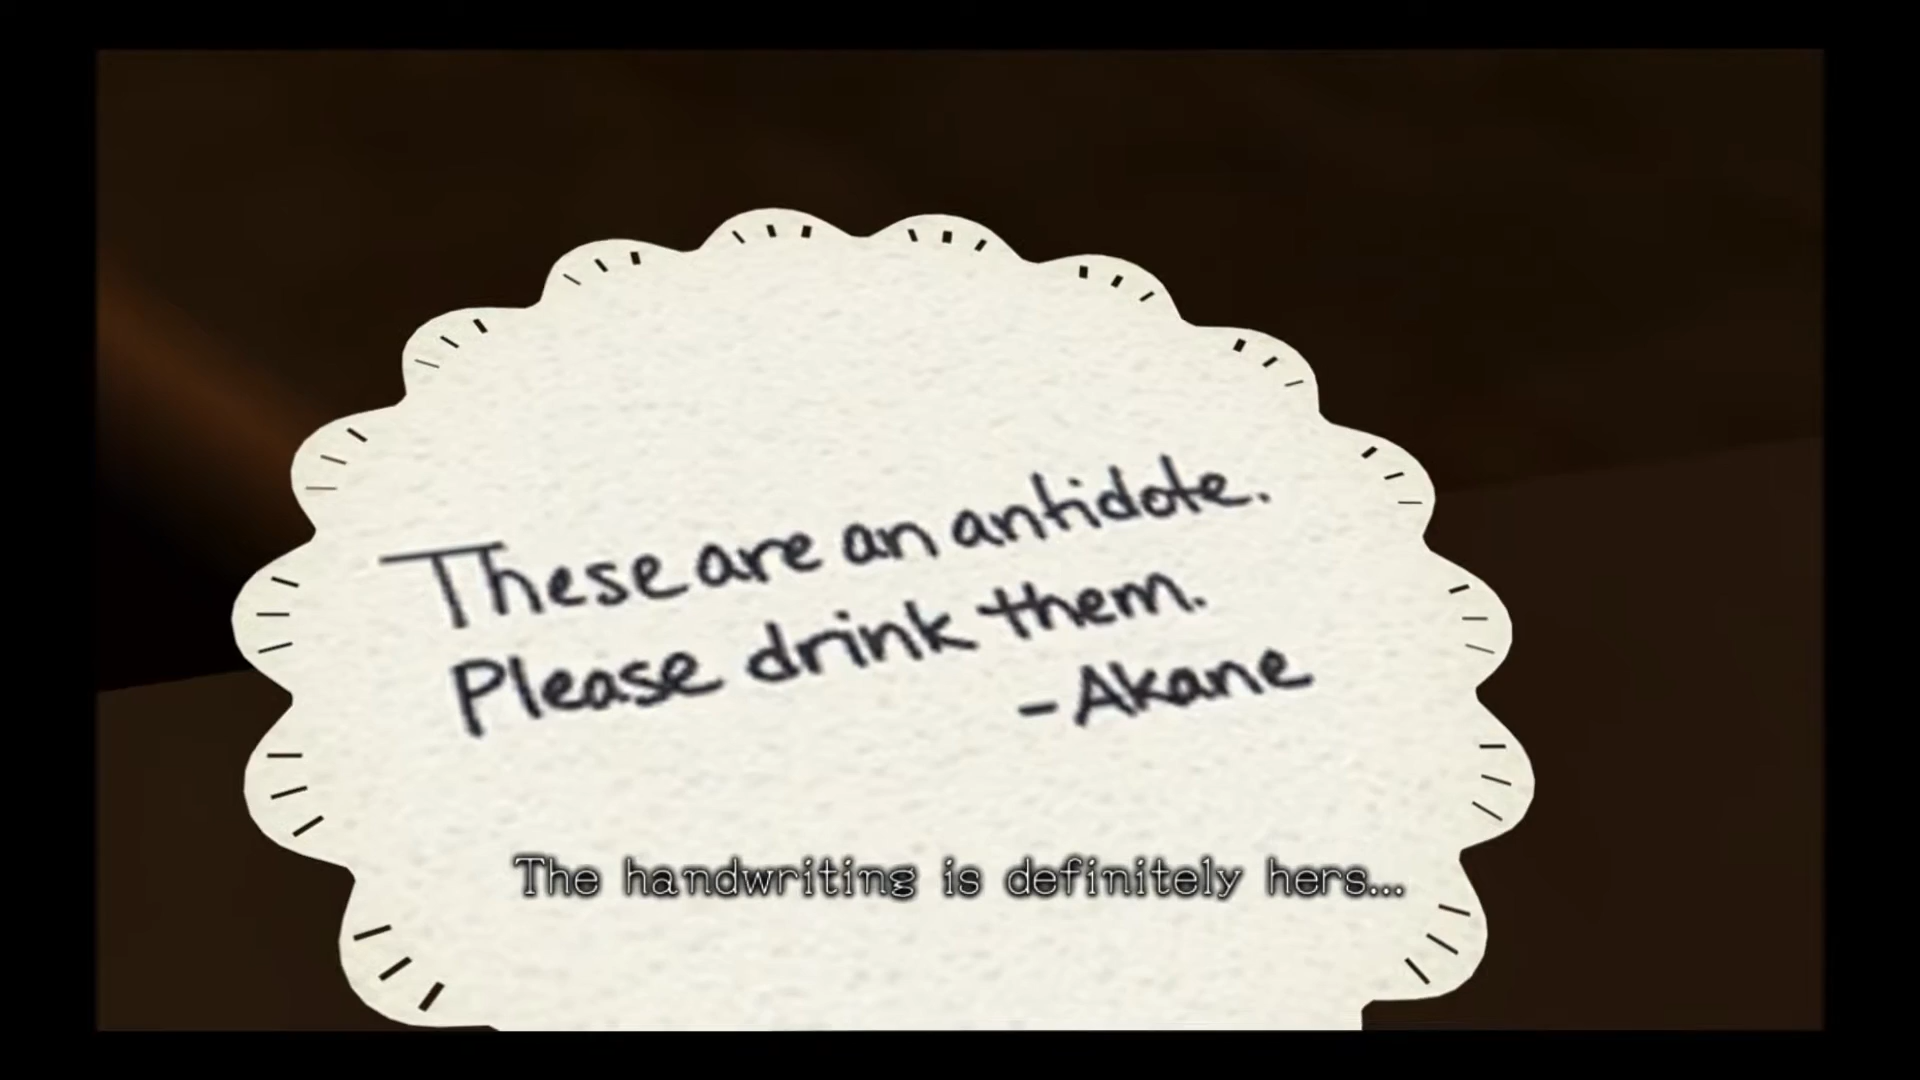 These are an antidote.
Please drink them.
-Akane
The handwriting is definitely hers...